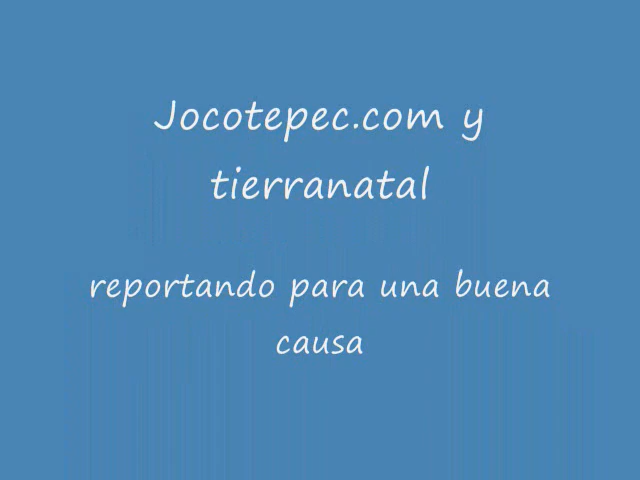 Jocotepec.com y
tierranatal
reportando para una buena
causa